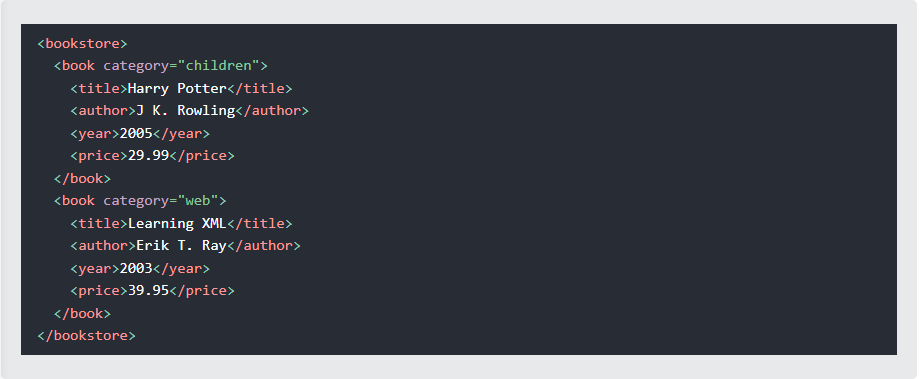 <bookstore>
  <book category="children">
    <title>Harry Potter</title>
    <author>J K. Rowling</author>
    <year>2005</year>
    <price>29.99</price>
  </book>
  <book category="web">
    <title>Learning XML</title>
    <author>Erik T. Ray</author>
    <year>2003</year>
    <price>39.95</price>
  </book>
</bookstore>